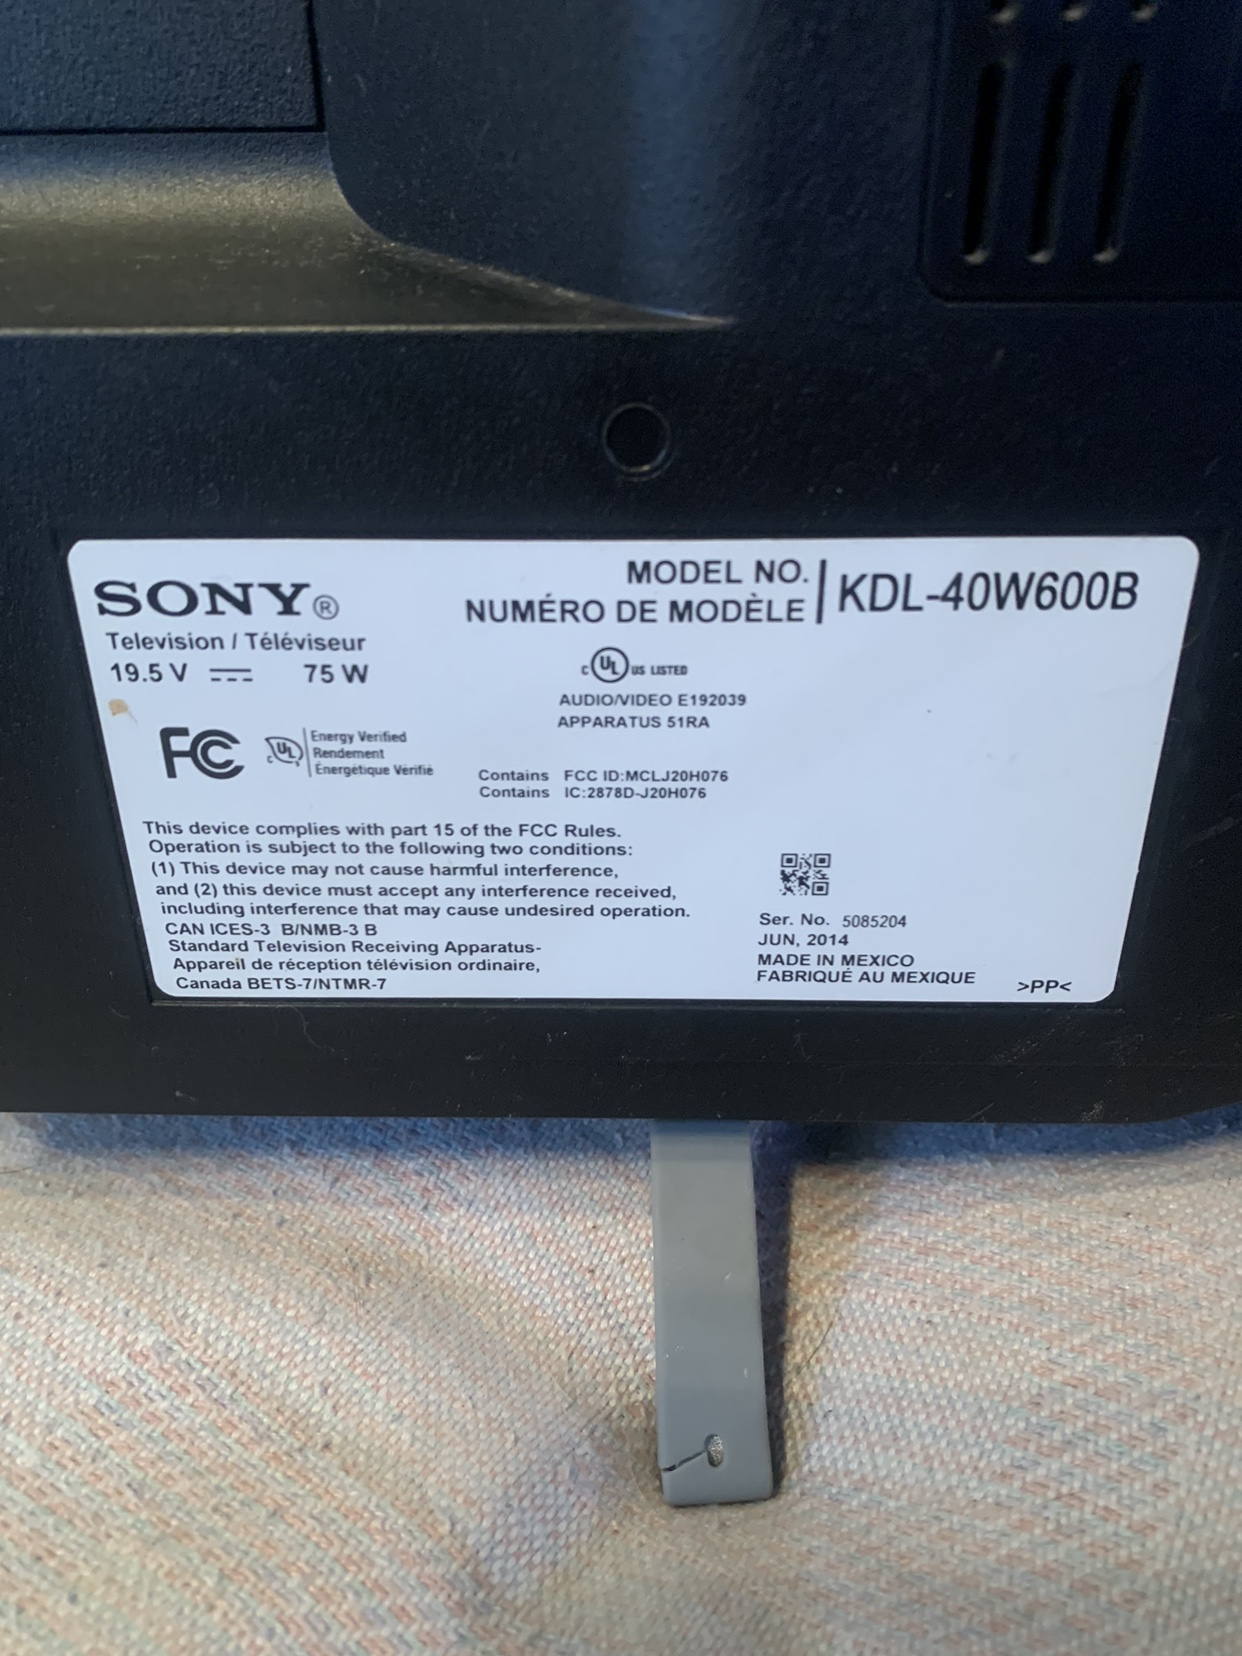 SONY®
Television / Téléviseur
19.5 V 75 W
MODEL NO.
NUMÉRO DE MODÈLE
KDL-40W600B
C UL US LISTED
AUDIO/VIDEO E192039
APPARATUS 51RA
FC
C UL
Energy Verified
Rendement
Énergétique Vérifié
Contains FCC ID:MCLJ20H076
Contains IC:2878D-J20H076
This device complies with part 15 of the FCC Rules.
Operation is subject to the following two conditions:
(1) This device may not cause harmful interference,
and (2) this device must accept any interference received,
including interference that may cause undesired operation.
CAN ICES-3 B/NMB-3 B
Standard Television Receiving Apparatus-
Appareil de réception télévision ordinaire,
Canada BETS-7/NTMR-7
Ser. No. 5085204
JUN, 2014
MADE IN MEXICO
FABRIQUÉ AU MEXIQUE
>PP<